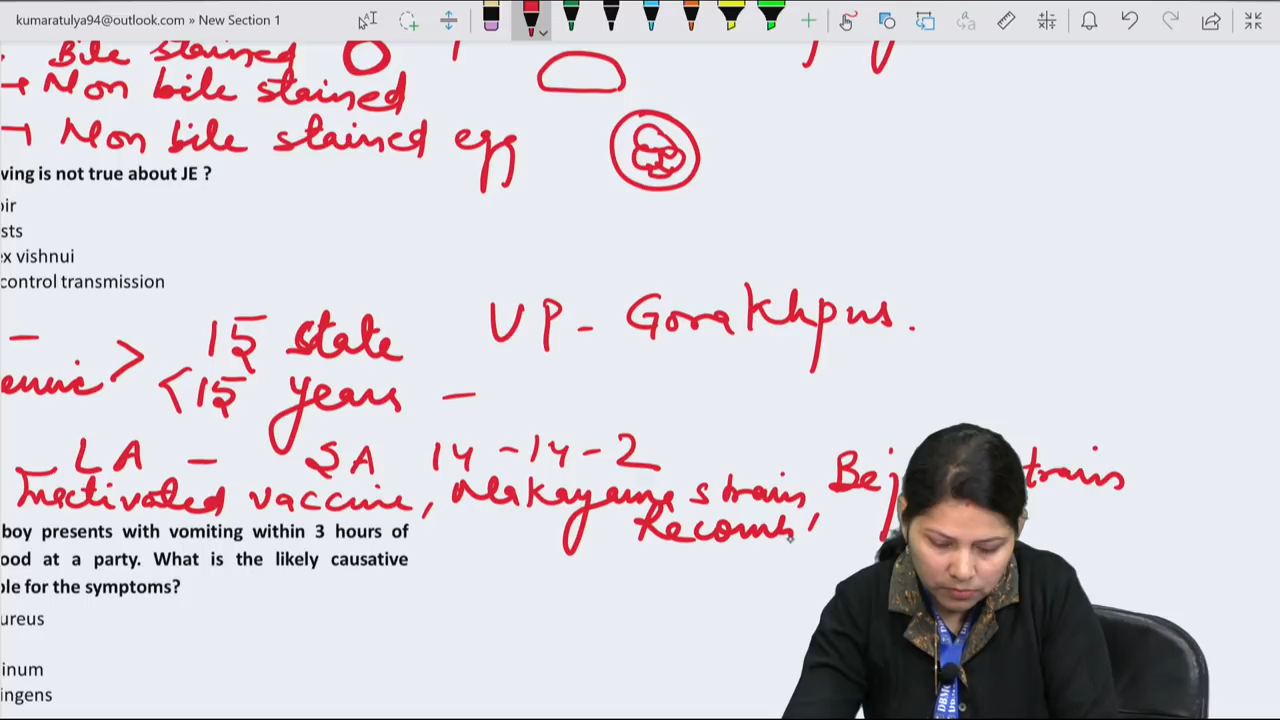 kumaratulya94@outlook.com » New Section 1
Bile stained
Non bile stained
Non bile stained egg
ving is not true about JE ?
oir
sts
ex vishnui
control transmission
15 state UP - Gorakhpur.
emic > <15 years -
LA - SA 14-14-2
Inactivated vaccine, Nakayama strain, Bej train
Recomb
boy presents with vomiting within 3 hours of
ood at a party. What is the likely causative
ole for the symptoms?
ureus
inum
ingens
DBMC